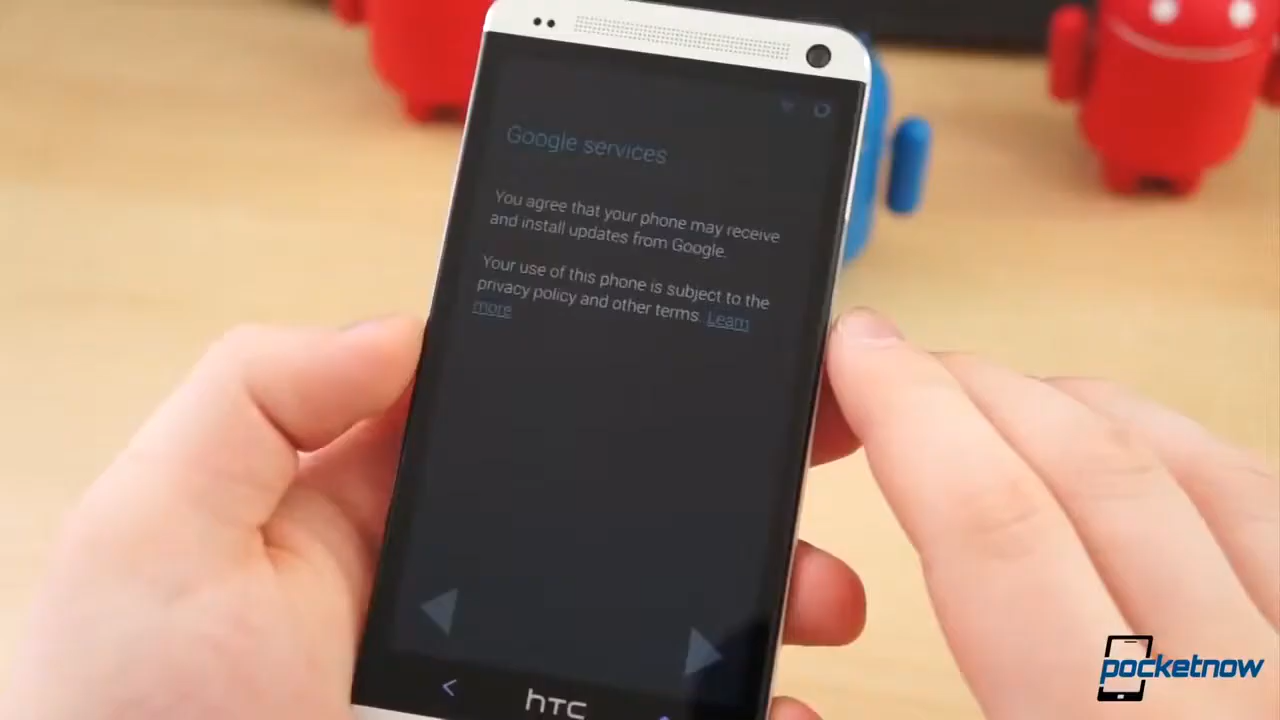 Google services
You agree that your phone may receive
and install updates from Google.
Your use of this phone is subject to the
privacy policy and other terms. Learn
more
hTC
pocketnow